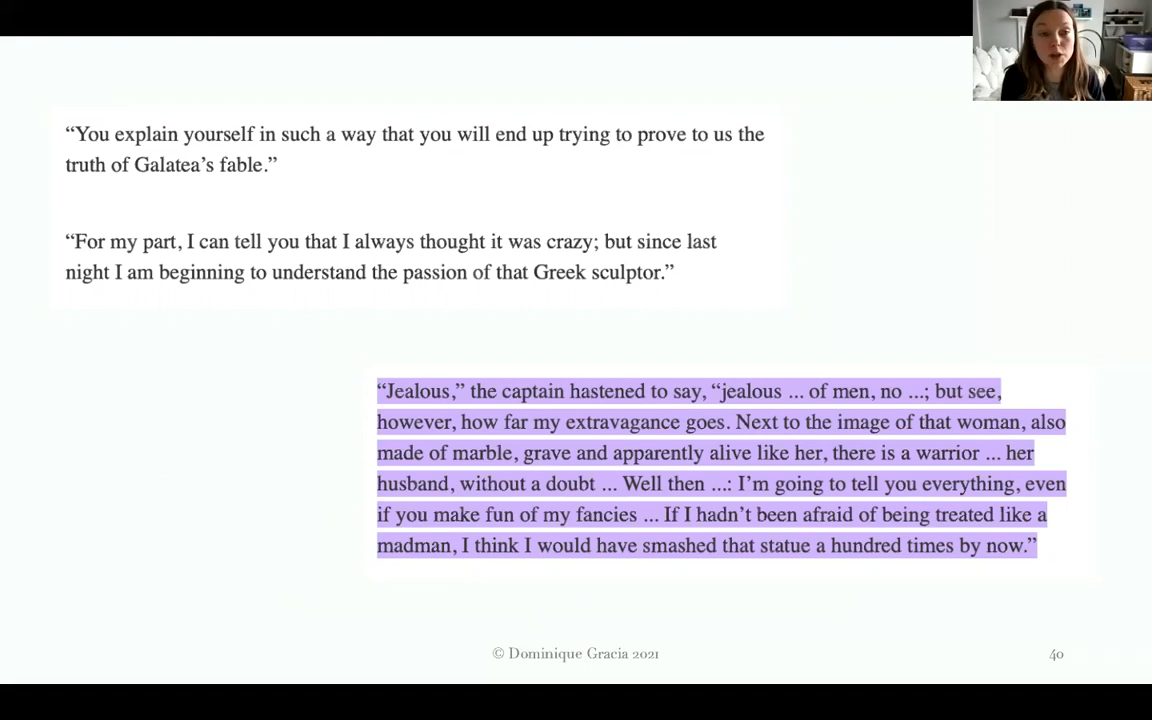 “You explain yourself in such a way that you will end up trying to prove to us the
truth of Galatea’s fable.”
“For my part, I can tell you that I always thought it was crazy; but since last
night I am beginning to understand the passion of that Greek sculptor.”
“Jealous,” the captain hastened to say, “jealous ... of men, no ...; but see,
however, how far my extravagance goes. Next to the image of that woman, also
made of marble, grave and apparently alive like her, there is a warrior ... her
husband, without a doubt ... Well then ...: I’m going to tell you everything, even
if you make fun of my fancies ... If I hadn’t been afraid of being treated like a
madman, I think I would have smashed that statue a hundred times by now.”
© Dominique Gracia 2021
40